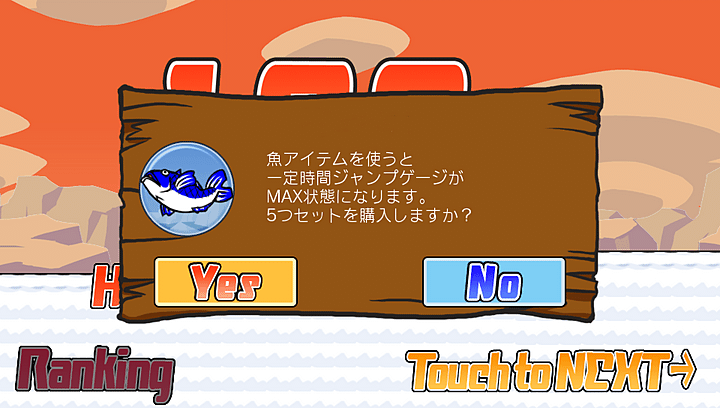 魚アイテムを使うと
一定時間ジャンプゲージが
MAX状態になります。
5つセットを購入しますか？
Yes
No
H
Ranking
Touch to NEXT→